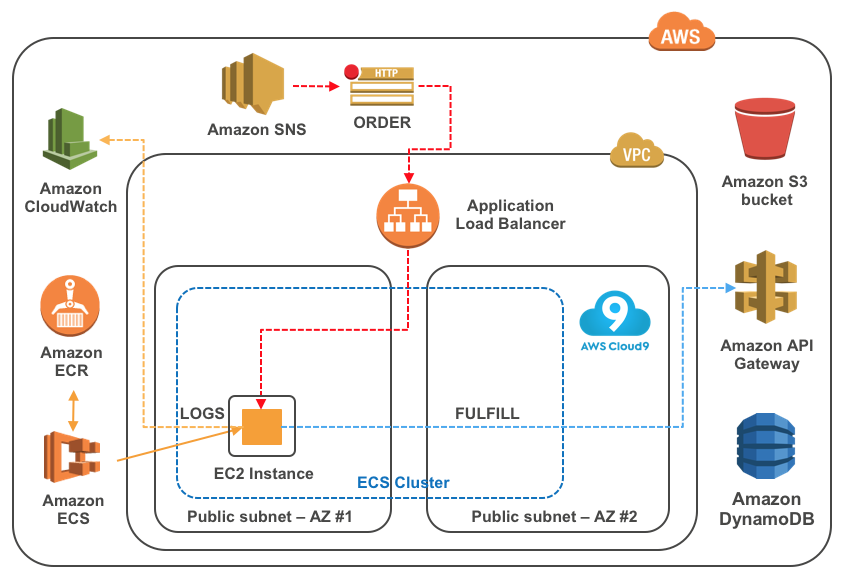 AWS
HTTP
Amazon SNS
ORDER
Amazon
CloudWatch
VPC
Amazon S3
bucket
Application
Load Balancer
9
AWS Cloud9
Amazon
ECR
Amazon API
Gateway
LOGS
FULFILL
EC2 Instance
ECS Cluster
Amazon
ECS
Amazon
DynamoDB
Public subnet – AZ #1
Public subnet – AZ #2